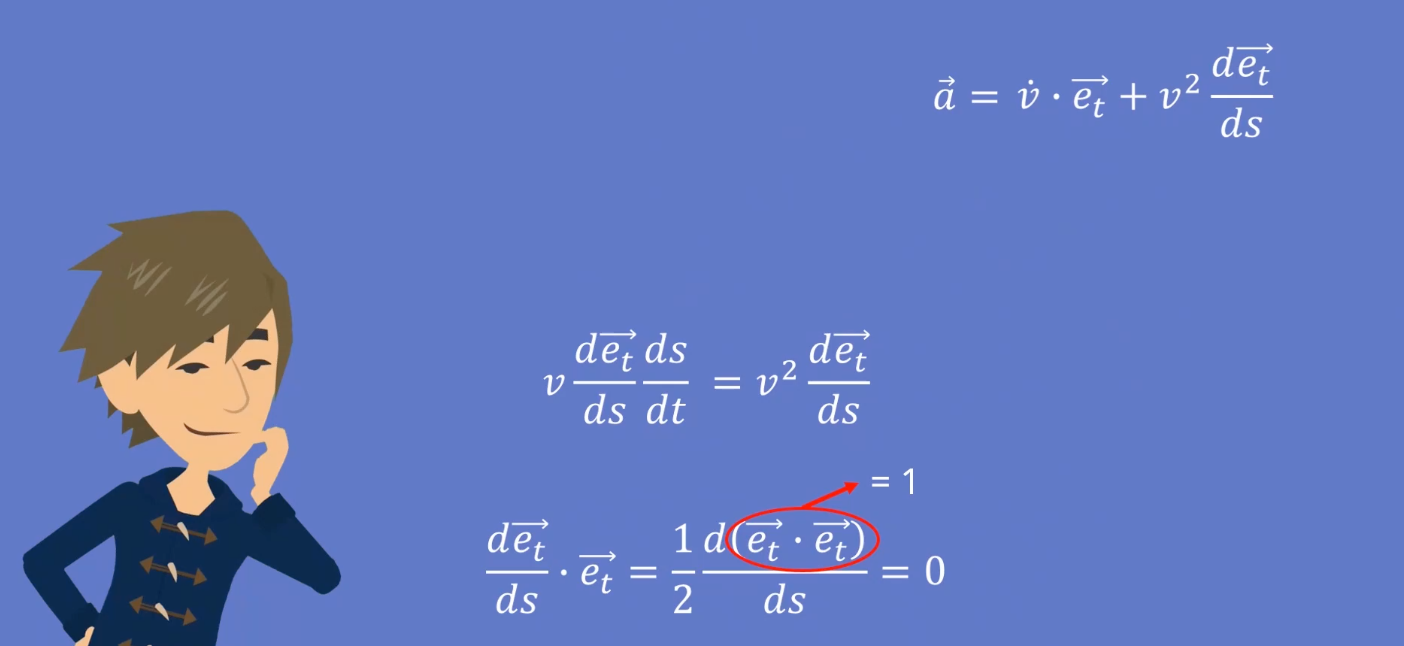 $\vec{a} = \dot{v} \cdot \overrightarrow{e_t} + v^2 \frac{d\overrightarrow{e_t}}{ds}$
$v \frac{d\overrightarrow{e_t}}{ds} \frac{ds}{dt} = v^2 \frac{d\overrightarrow{e_t}}{ds}$
= 1
$\frac{d\overrightarrow{e_t}}{ds} \cdot \overrightarrow{e_t} = \frac{1}{2} \frac{d(\overrightarrow{e_t} \cdot \overrightarrow{e_t})}{ds} = 0$